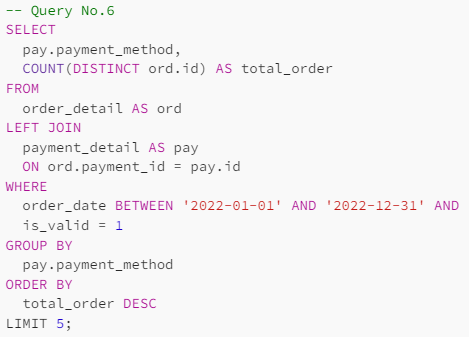 -- Query No.6
SELECT
  pay.payment_method,
  COUNT(DISTINCT ord.id) AS total_order
FROM
  order_detail AS ord
LEFT JOIN
  payment_detail AS pay
  ON ord.payment_id = pay.id
WHERE
  order_date BETWEEN '2022-01-01' AND '2022-12-31' AND
  is_valid = 1
GROUP BY
  pay.payment_method
ORDER BY
  total_order DESC
LIMIT 5;